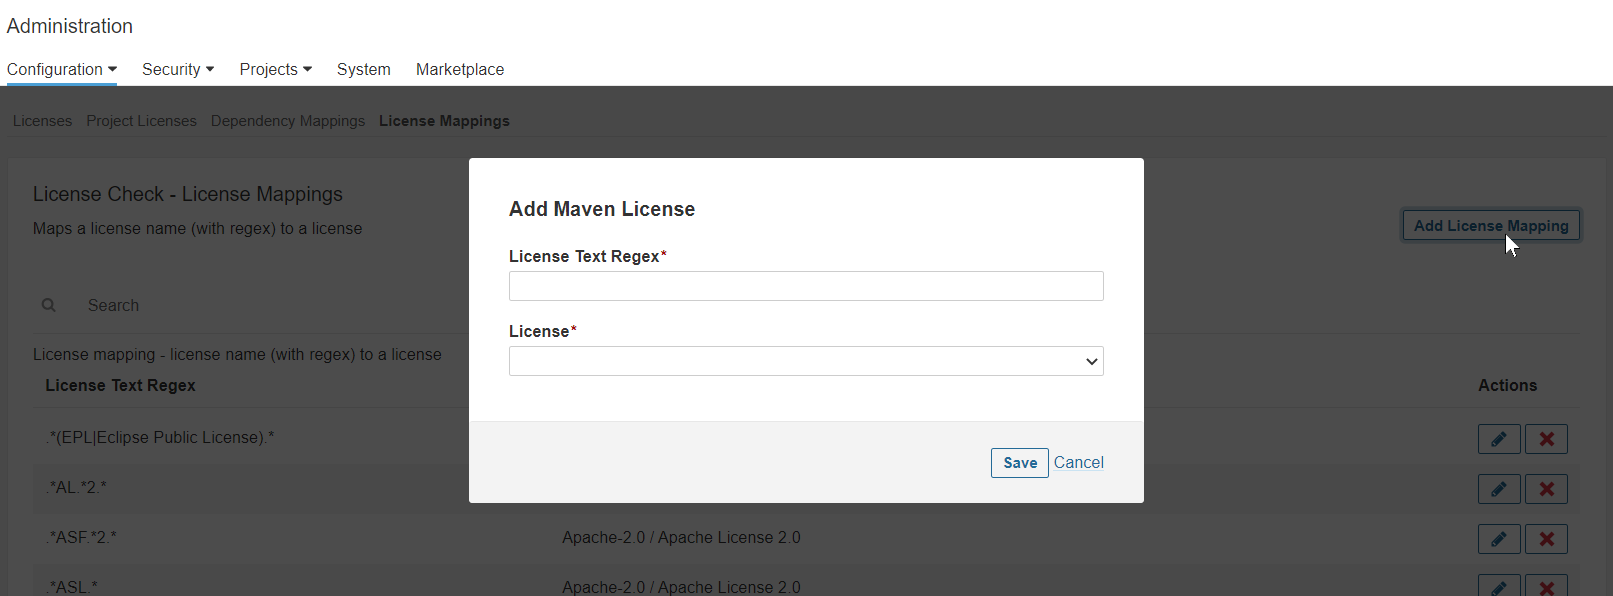 Administration
Configuration Security Projects System Marketplace
Licenses Project Licenses Dependency Mappings License Mappings
License Check - License Mappings
Maps a license name (with regex) to a license
Add License Mapping
Search
License mapping - license name (with regex) to a license
License Text Regex
Actions
.*(EPL|Eclipse Public License).*
.*AL.*2.*
.*ASF.*2.* Apache-2.0 / Apache License 2.0
.*ASL.* Apache-2.0 / Apache License 2.0
Add Maven License
License Text Regex*
License*
Save Cancel